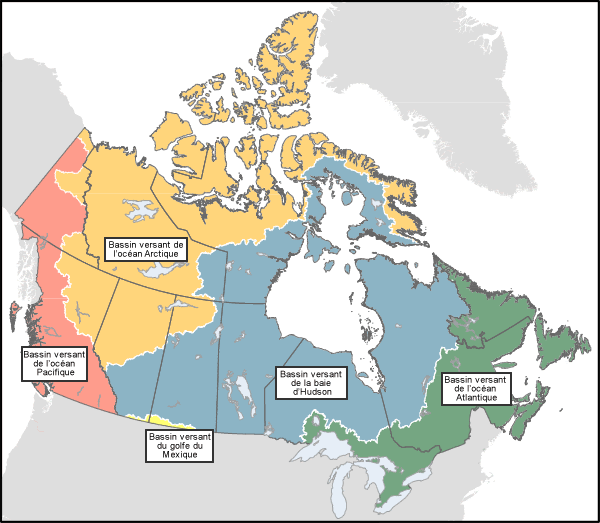 Bassin versant de
l'océan Arctique
Bassin versant
de l'océan
Pacifique
Bassin versant
de la baie
d'Hudson
Bassin versant
de l'océan
Atlantique
Bassin versant
du golfe du
Mexique